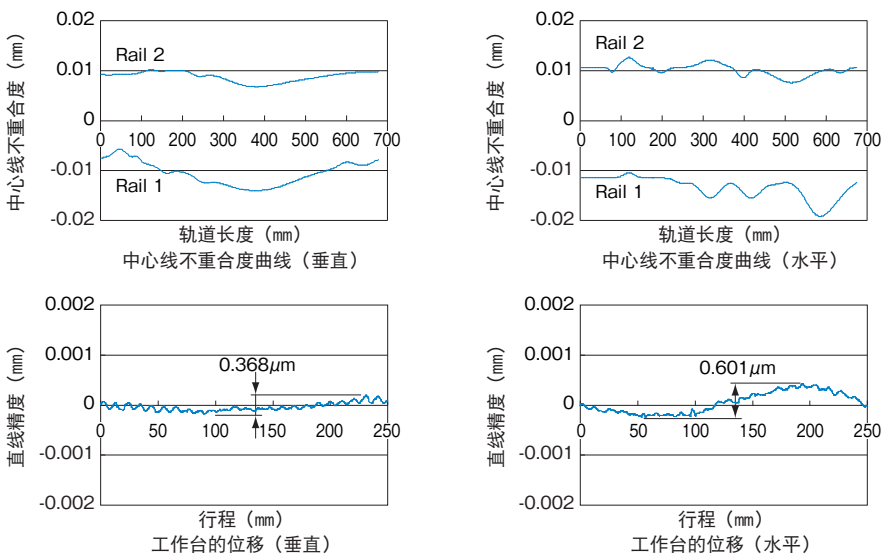 中心线不重合度（㎜）
0.02
0.01
0
-0.01
-0.02
Rail 2
0 100 200 300 400 500 600 700
Rail 1
轨道长度（㎜）
中心线不重合度曲线（垂直）
中心线不重合度（㎜）
0.02
0.01
0
-0.01
-0.02
Rail 2
0 100 200 300 400 500 600 700
Rail 1
轨道长度（㎜）
中心线不重合度曲线（水平）
直线精度（㎜）
0.002
0.001
0
-0.001
-0.002
0.368μm
0 50 100 150 200 250
行程（㎜）
工作台的位移（垂直）
直线精度（㎜）
0.002
0.001
0
-0.001
-0.002
0.601μm
0 50 100 150 200 250
行程（㎜）
工作台的位移（水平）